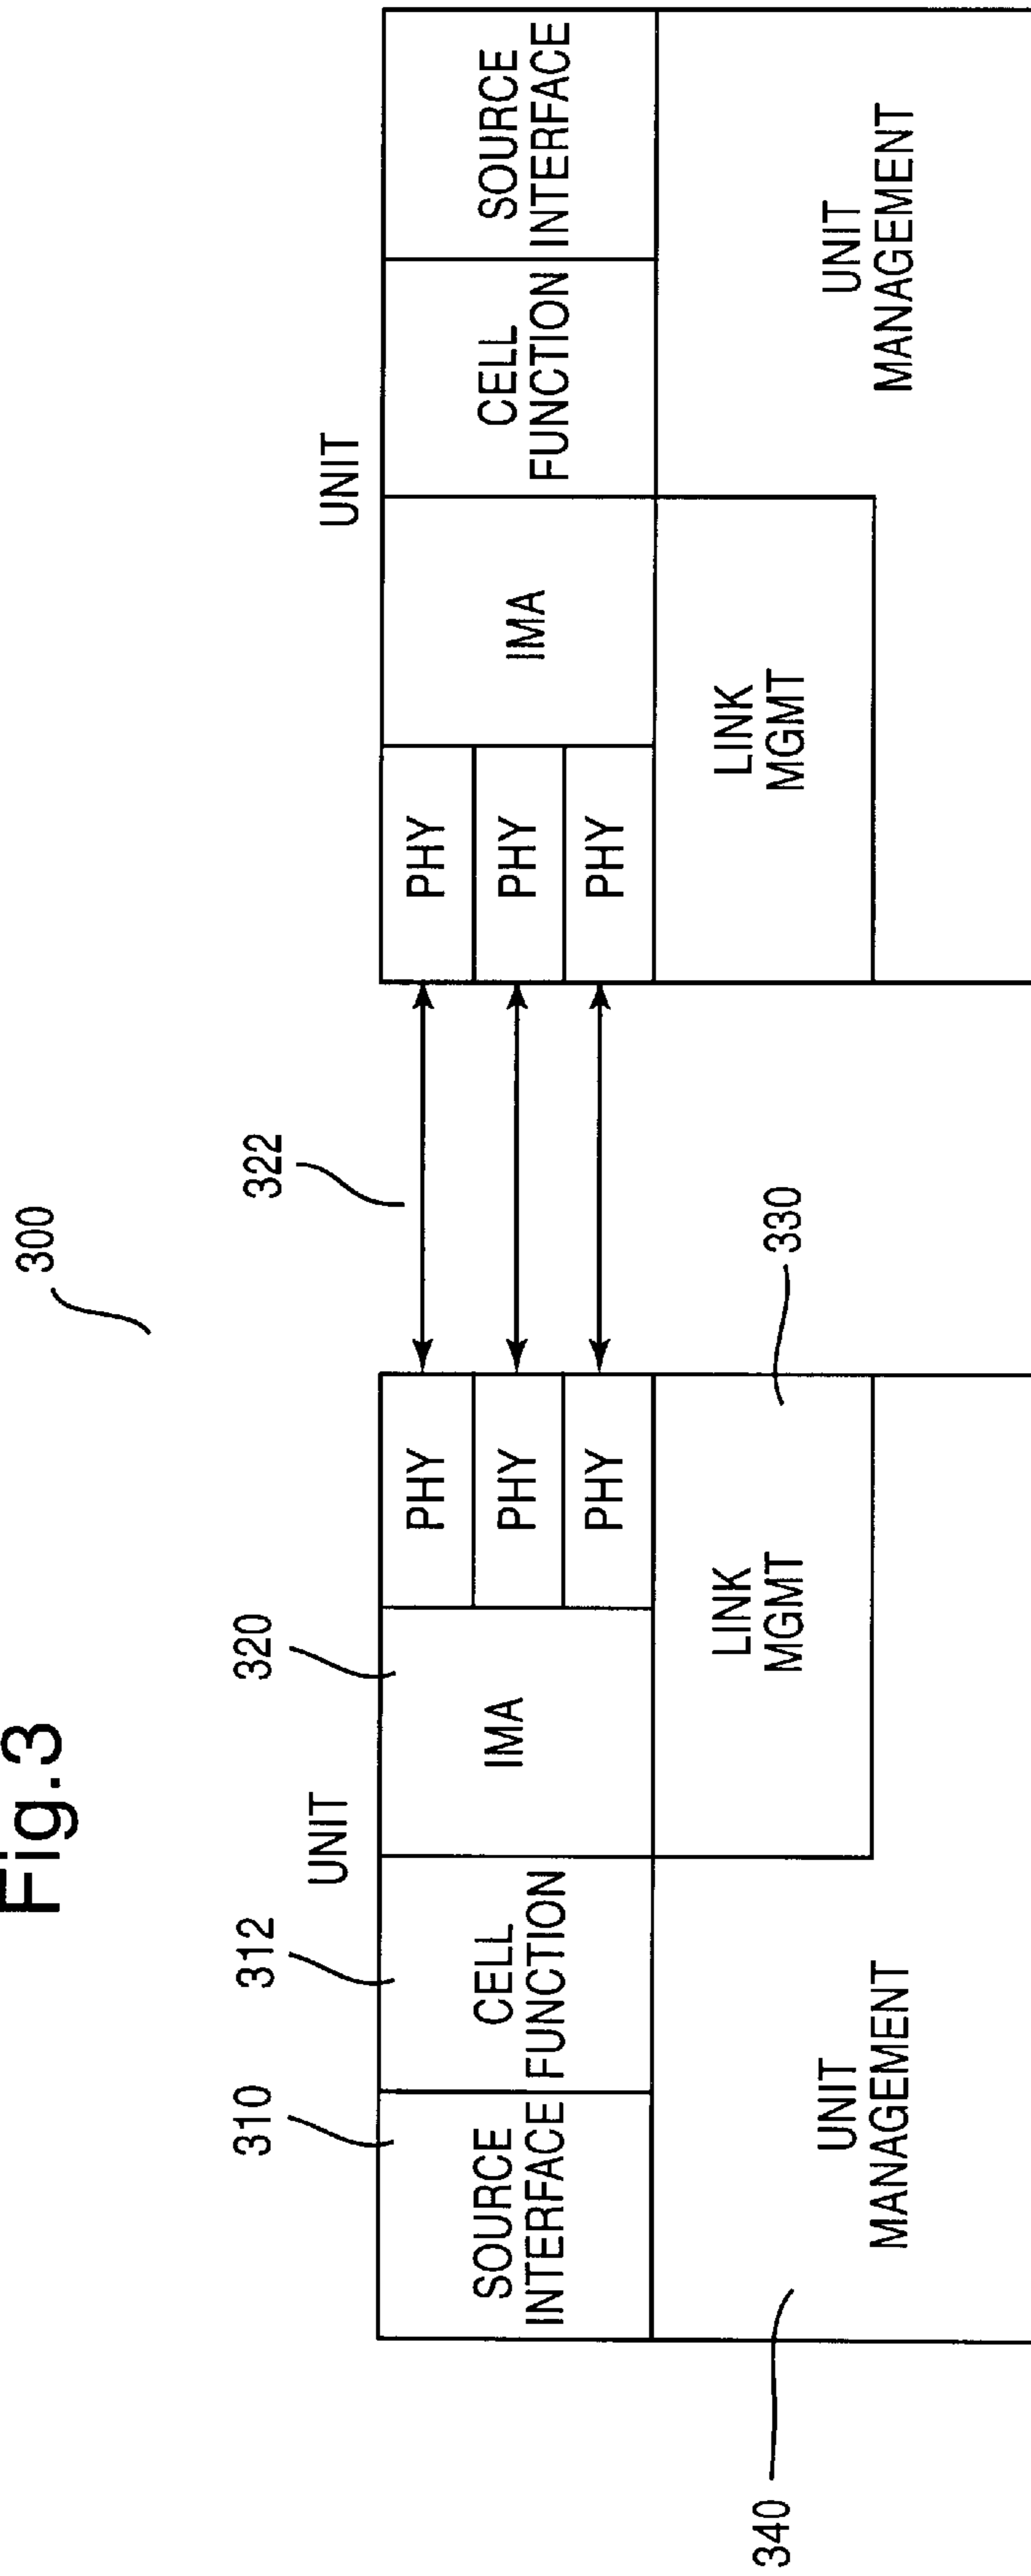 Fig.3
300
UNIT
UNIT
310
312
320
322
SOURCE
INTERFACE
CELL
FUNCTION
IMA
PHY
PHY
PHY
PHY
PHY
PHY
IMA
CELL
FUNCTION
SOURCE
INTERFACE
340
UNIT
MANAGEMENT
LINK
MGMT
330
LINK
MGMT
UNIT
MANAGEMENT